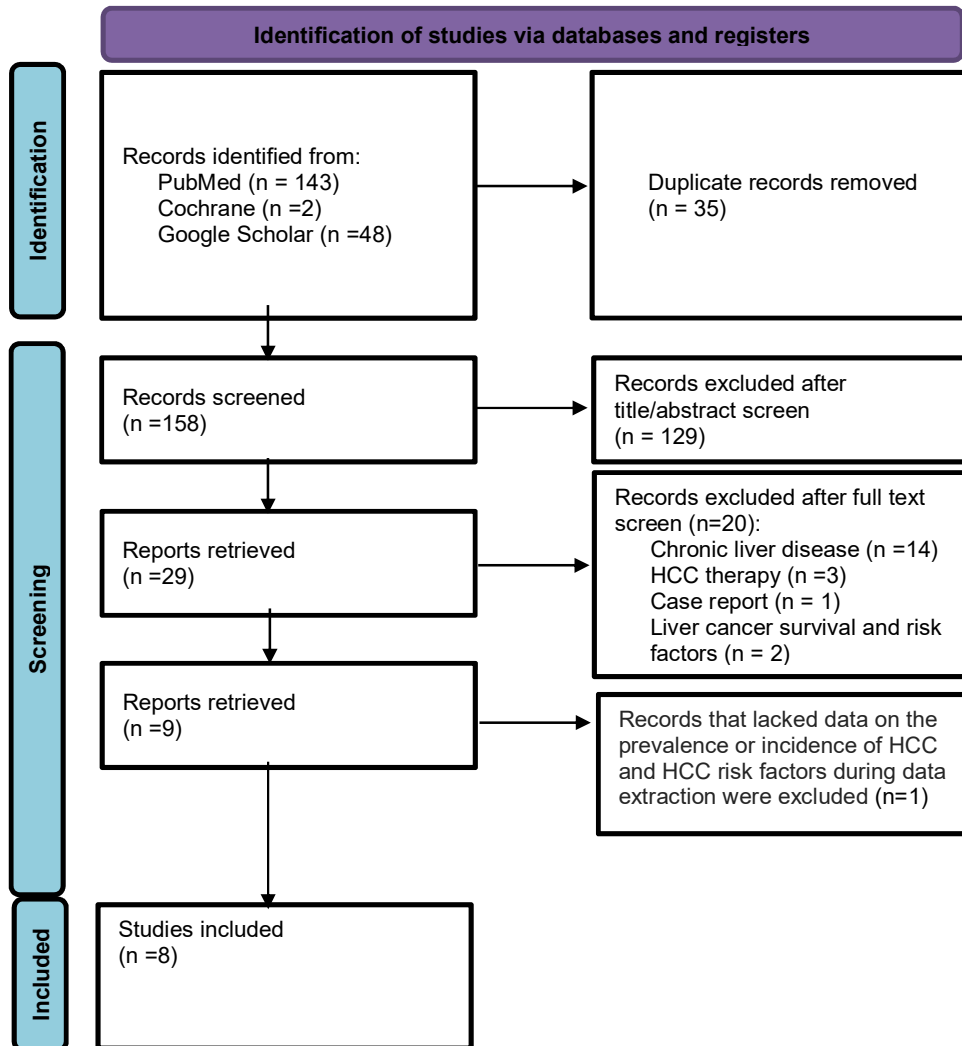 Identification of studies via databases and registers
Identification
Records identified from:
PubMed (n = 143)
Cochrane (n =2)
Google Scholar (n =48)
Duplicate records removed
(n = 35)
Screening
Records screened
(n =158)
Records excluded after
title/abstract screen
(n = 129)
Reports retrieved
(n =29)
Records excluded after full text
screen (n=20):
Chronic liver disease (n =14)
HCC therapy (n =3)
Case report (n = 1)
Liver cancer survival and risk
factors (n = 2)
Reports retrieved
(n =9)
Records that lacked data on the
prevalence or incidence of HCC
and HCC risk factors during data
extraction were excluded (n=1)
Included
Studies included
(n =8)